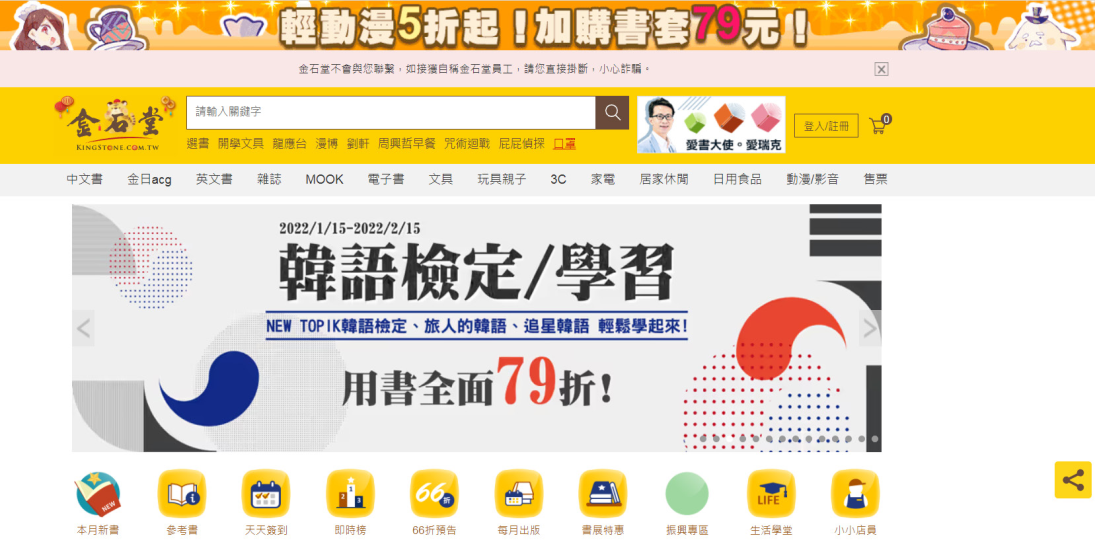 輕動漫5折起！加購書套79元！
金石堂不會與您聯繫，如接獲自稱金石堂員工，請您直接掛斷，小心詐騙。
金石堂
KINGSTONE.COM.TW
請輸入關鍵字
選書 開學文具 龍應台 漫博 劉軒 周興哲早餐 咒術迴戰 屁屁偵探 口罩
愛書大使。愛瑞克
登入/註冊
0
中文書 金日acg 英文書 雜誌 MOOK 電子書 文具 玩具親子 3C 家電 居家休閒 日用食品 動漫/影音 售票
2022/1/15-2022/2/15
韓語檢定/學習
NEW TOPIK韓語檢定、旅人的韓語、追星韓語 輕鬆學起來!
用書全面79折!
NEW
1
2 3
66折
LIFE
本月新書 參考書 天天簽到 即時榜 66折預告 每月出版 書展特惠 振興專區 生活學堂 小小店員